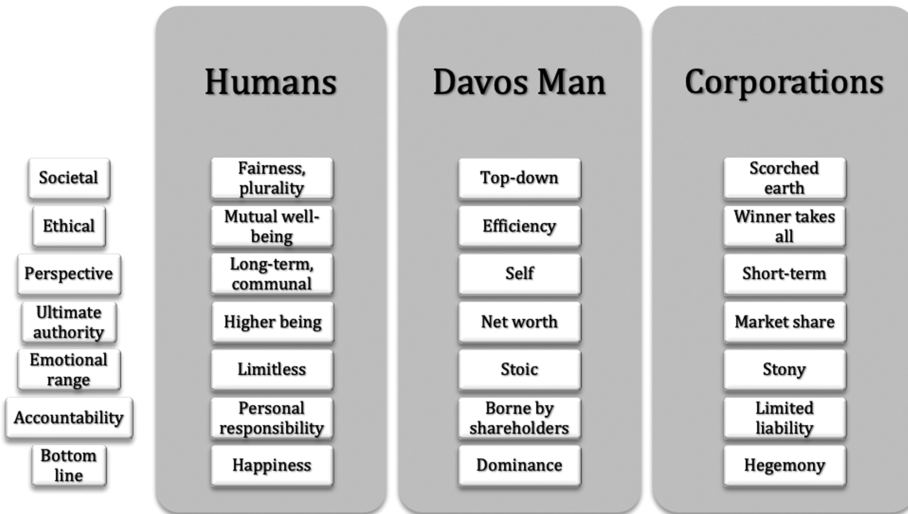 Humans
Davos Man
Corporations
Societal
Fairness,
plurality
Top-down
Scorched
earth
Ethical
Mutual well-
being
Efficiency
Winner takes
all
Perspective
Long-term,
communal
Self
Short-term
Ultimate
authority
Higher being
Net worth
Market share
Emotional
range
Limitless
Stoic
Stony
Accountability
Personal
responsibility
Borne by
shareholders
Limited
liability
Bottom
line
Happiness
Dominance
Hegemony